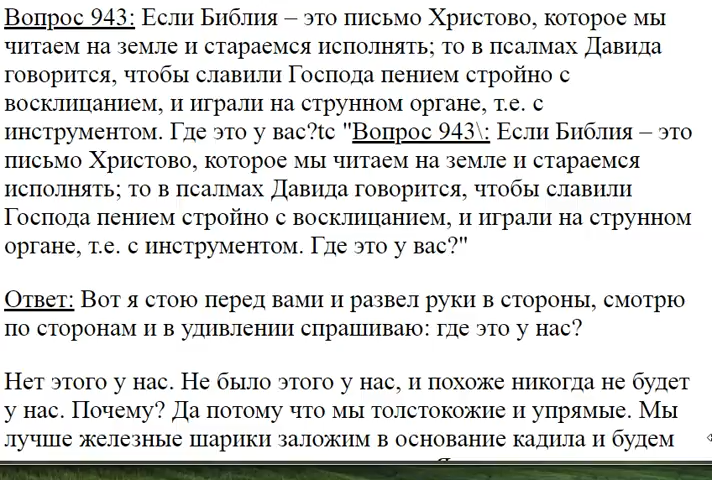 Вопрос 943: Если Библия – это письмо Христово, которое мы
читаем на земле и стараемся исполнять; то в псалмах Давида
говорится, чтобы славили Господа пением стройно с
восклицанием, и играли на струнном органе, т.е. с
инструментом. Где это у вас?tc "Вопрос 943\: Если Библия – это
письмо Христово, которое мы читаем на земле и стараемся
исполнять; то в псалмах Давида говорится, чтобы славили
Господа пением стройно с восклицанием, и играли на струнном
органе, т.е. с инструментом. Где это у вас?"
Ответ: Вот я стою перед вами и развел руки в стороны, смотрю
по сторонам и в удивлении спрашиваю: где это у нас?
Нет этого у нас. Не было этого у нас, и похоже никогда не будет
у нас. Почему? Да потому что мы толстокожие и упрямые. Мы
лучше железные шарики заложим в основание кадила и будем